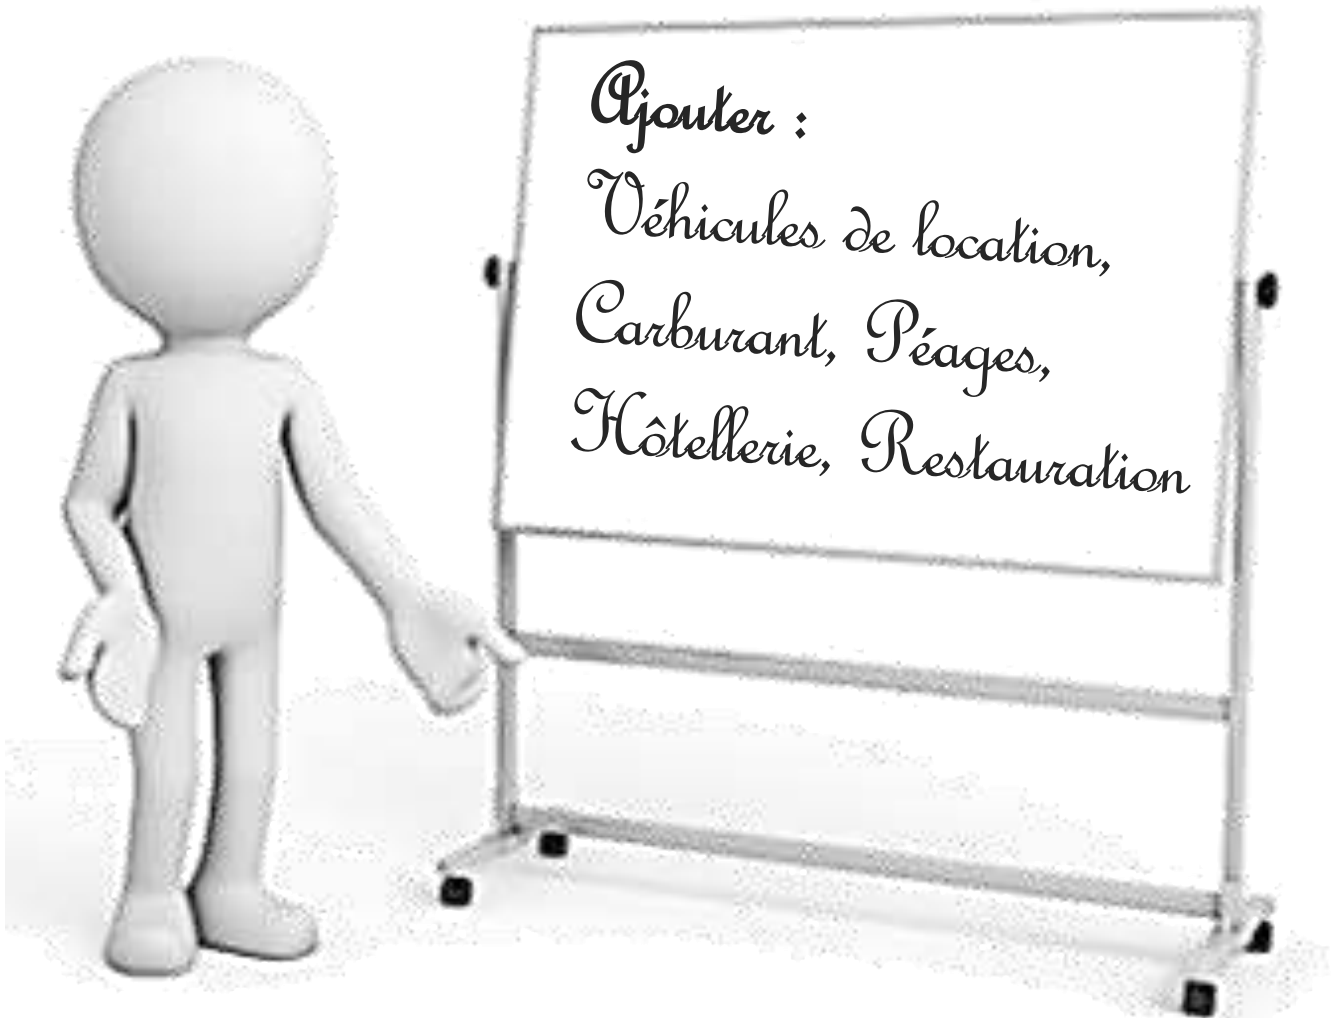 Ajouter :
Véhicules de location,
Carburant, Péages,
Hôtellerie, Restauration